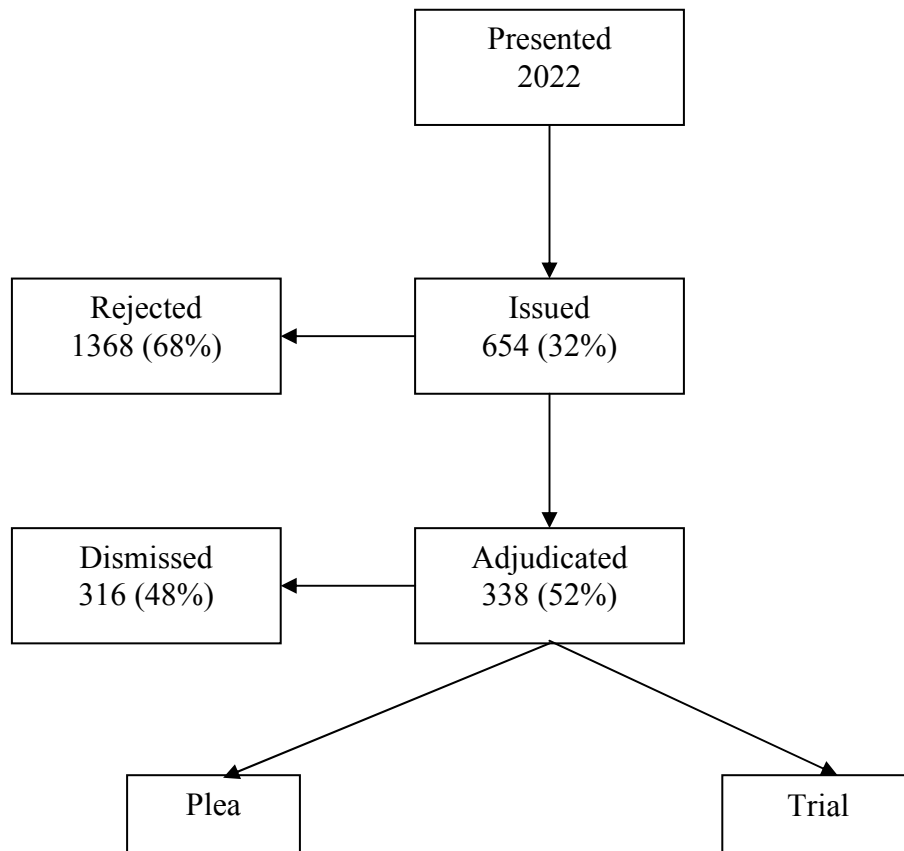 Presented
2022
Rejected
1368 (68%)
Issued
654 (32%)
Dismissed
316 (48%)
Adjudicated
338 (52%)
Plea
Trial